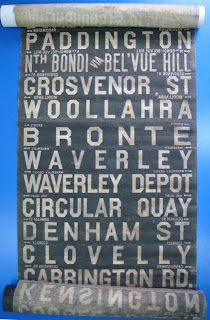 PADDINGTON
NTH BONDI VIA BEL'VUE HILL
GROSVENOR ST
WOOLLAHRA
BRONTE
WAVERLEY
WAVERLEY DEPOT
CIRCULAR QUAY
DENHAM ST
CLOVELLY
CARRINGTON RD.
KENSINGTON